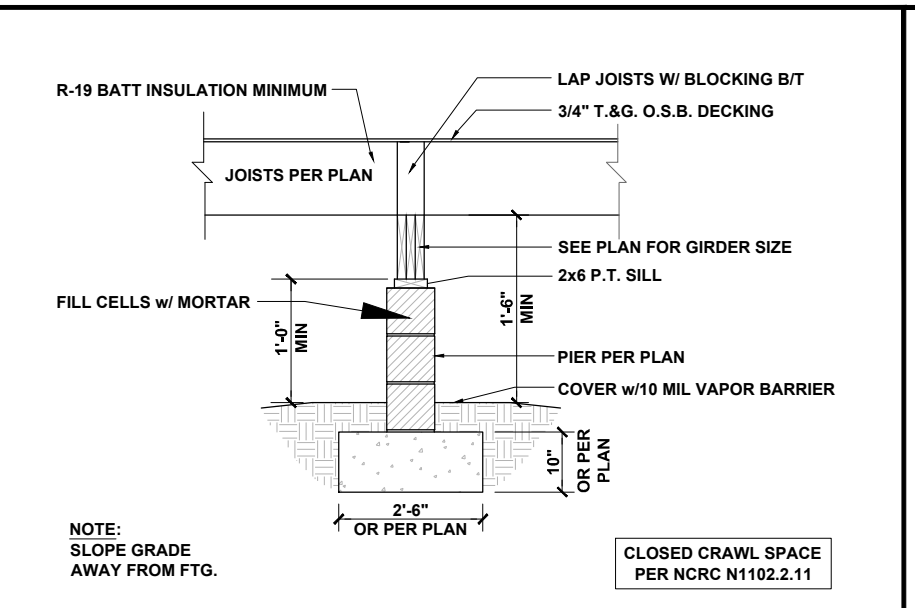 LAP JOISTS W/ BLOCKING B/T
R-19 BATT INSULATION MINIMUM
3/4" T.&G. O.S.B. DECKING
JOISTS PER PLAN
SEE PLAN FOR GIRDER SIZE
2x6 P.T. SILL
FILL CELLS w/ MORTAR
1'-0"
MIN
1'-6"
MIN
PIER PER PLAN
COVER w/10 MIL VAPOR BARRIER
10"
OR PER
PLAN
2'-6"
OR PER PLAN
NOTE:
SLOPE GRADE
AWAY FROM FTG.
CLOSED CRAWL SPACE
PER NCRC N1102.2.11